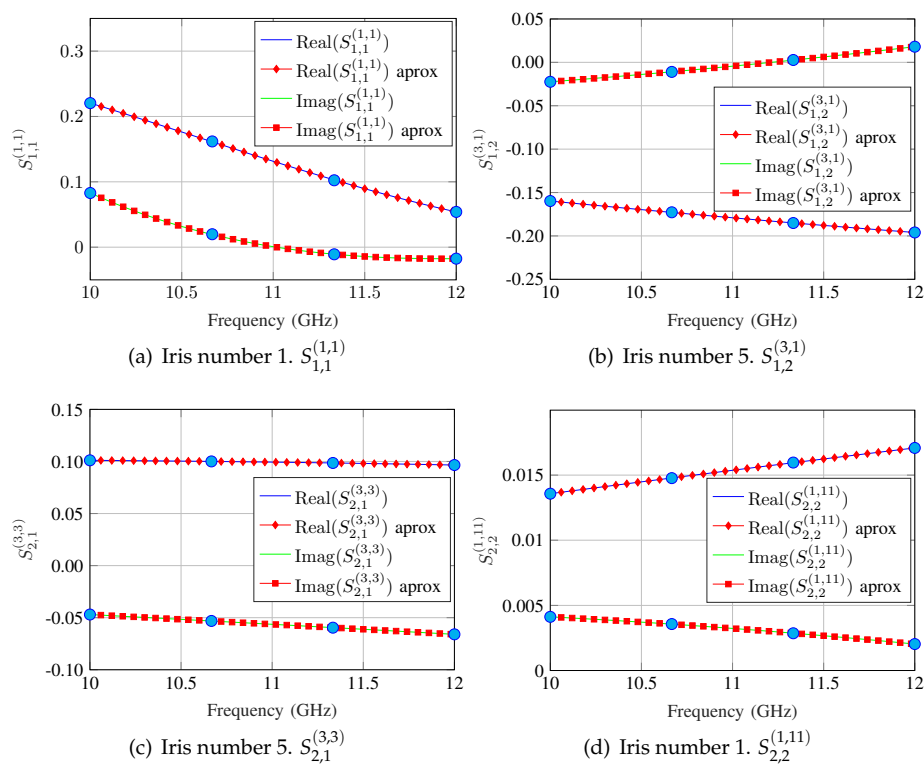 0.3
0.2
0.1
0
10
10.5
11
11.5
12
Frequency (GHz)
S_{1,1}^{(1,1)}
Real(S_{1,1}^{(1,1)})
Real(S_{1,1}^{(1,1)}) aprox
Imag(S_{1,1}^{(1,1)})
Imag(S_{1,1}^{(1,1)}) aprox
(a) Iris number 1. S_{1,1}^{(1,1)}
0.05
0.00
-0.05
-0.10
-0.15
-0.20
-0.25
10
10.5
11
11.5
12
Frequency (GHz)
S_{1,2}^{(3,1)}
Real(S_{1,2}^{(3,1)})
Real(S_{1,2}^{(3,1)}) aprox
Imag(S_{1,2}^{(3,1)})
Imag(S_{1,2}^{(3,1)}) aprox
(b) Iris number 5. S_{1,2}^{(3,1)}
0.15
0.10
0.05
0.00
-0.05
-0.10
10
10.5
11
11.5
12
Frequency (GHz)
S_{2,1}^{(3,3)}
Real(S_{2,1}^{(3,3)})
Real(S_{2,1}^{(3,3)}) aprox
Imag(S_{2,1}^{(3,3)})
Imag(S_{2,1}^{(3,3)}) aprox
(c) Iris number 5. S_{2,1}^{(3,3)}
0.015
0.01
0.005
0
10
10.5
11
11.5
12
Frequency (GHz)
S_{2,2}^{(1,11)}
Real(S_{2,2}^{(1,11)})
Real(S_{2,2}^{(1,11)}) aprox
Imag(S_{2,2}^{(1,11)})
Imag(S_{2,2}^{(1,11)}) aprox
(d) Iris number 1. S_{2,2}^{(1,11)}